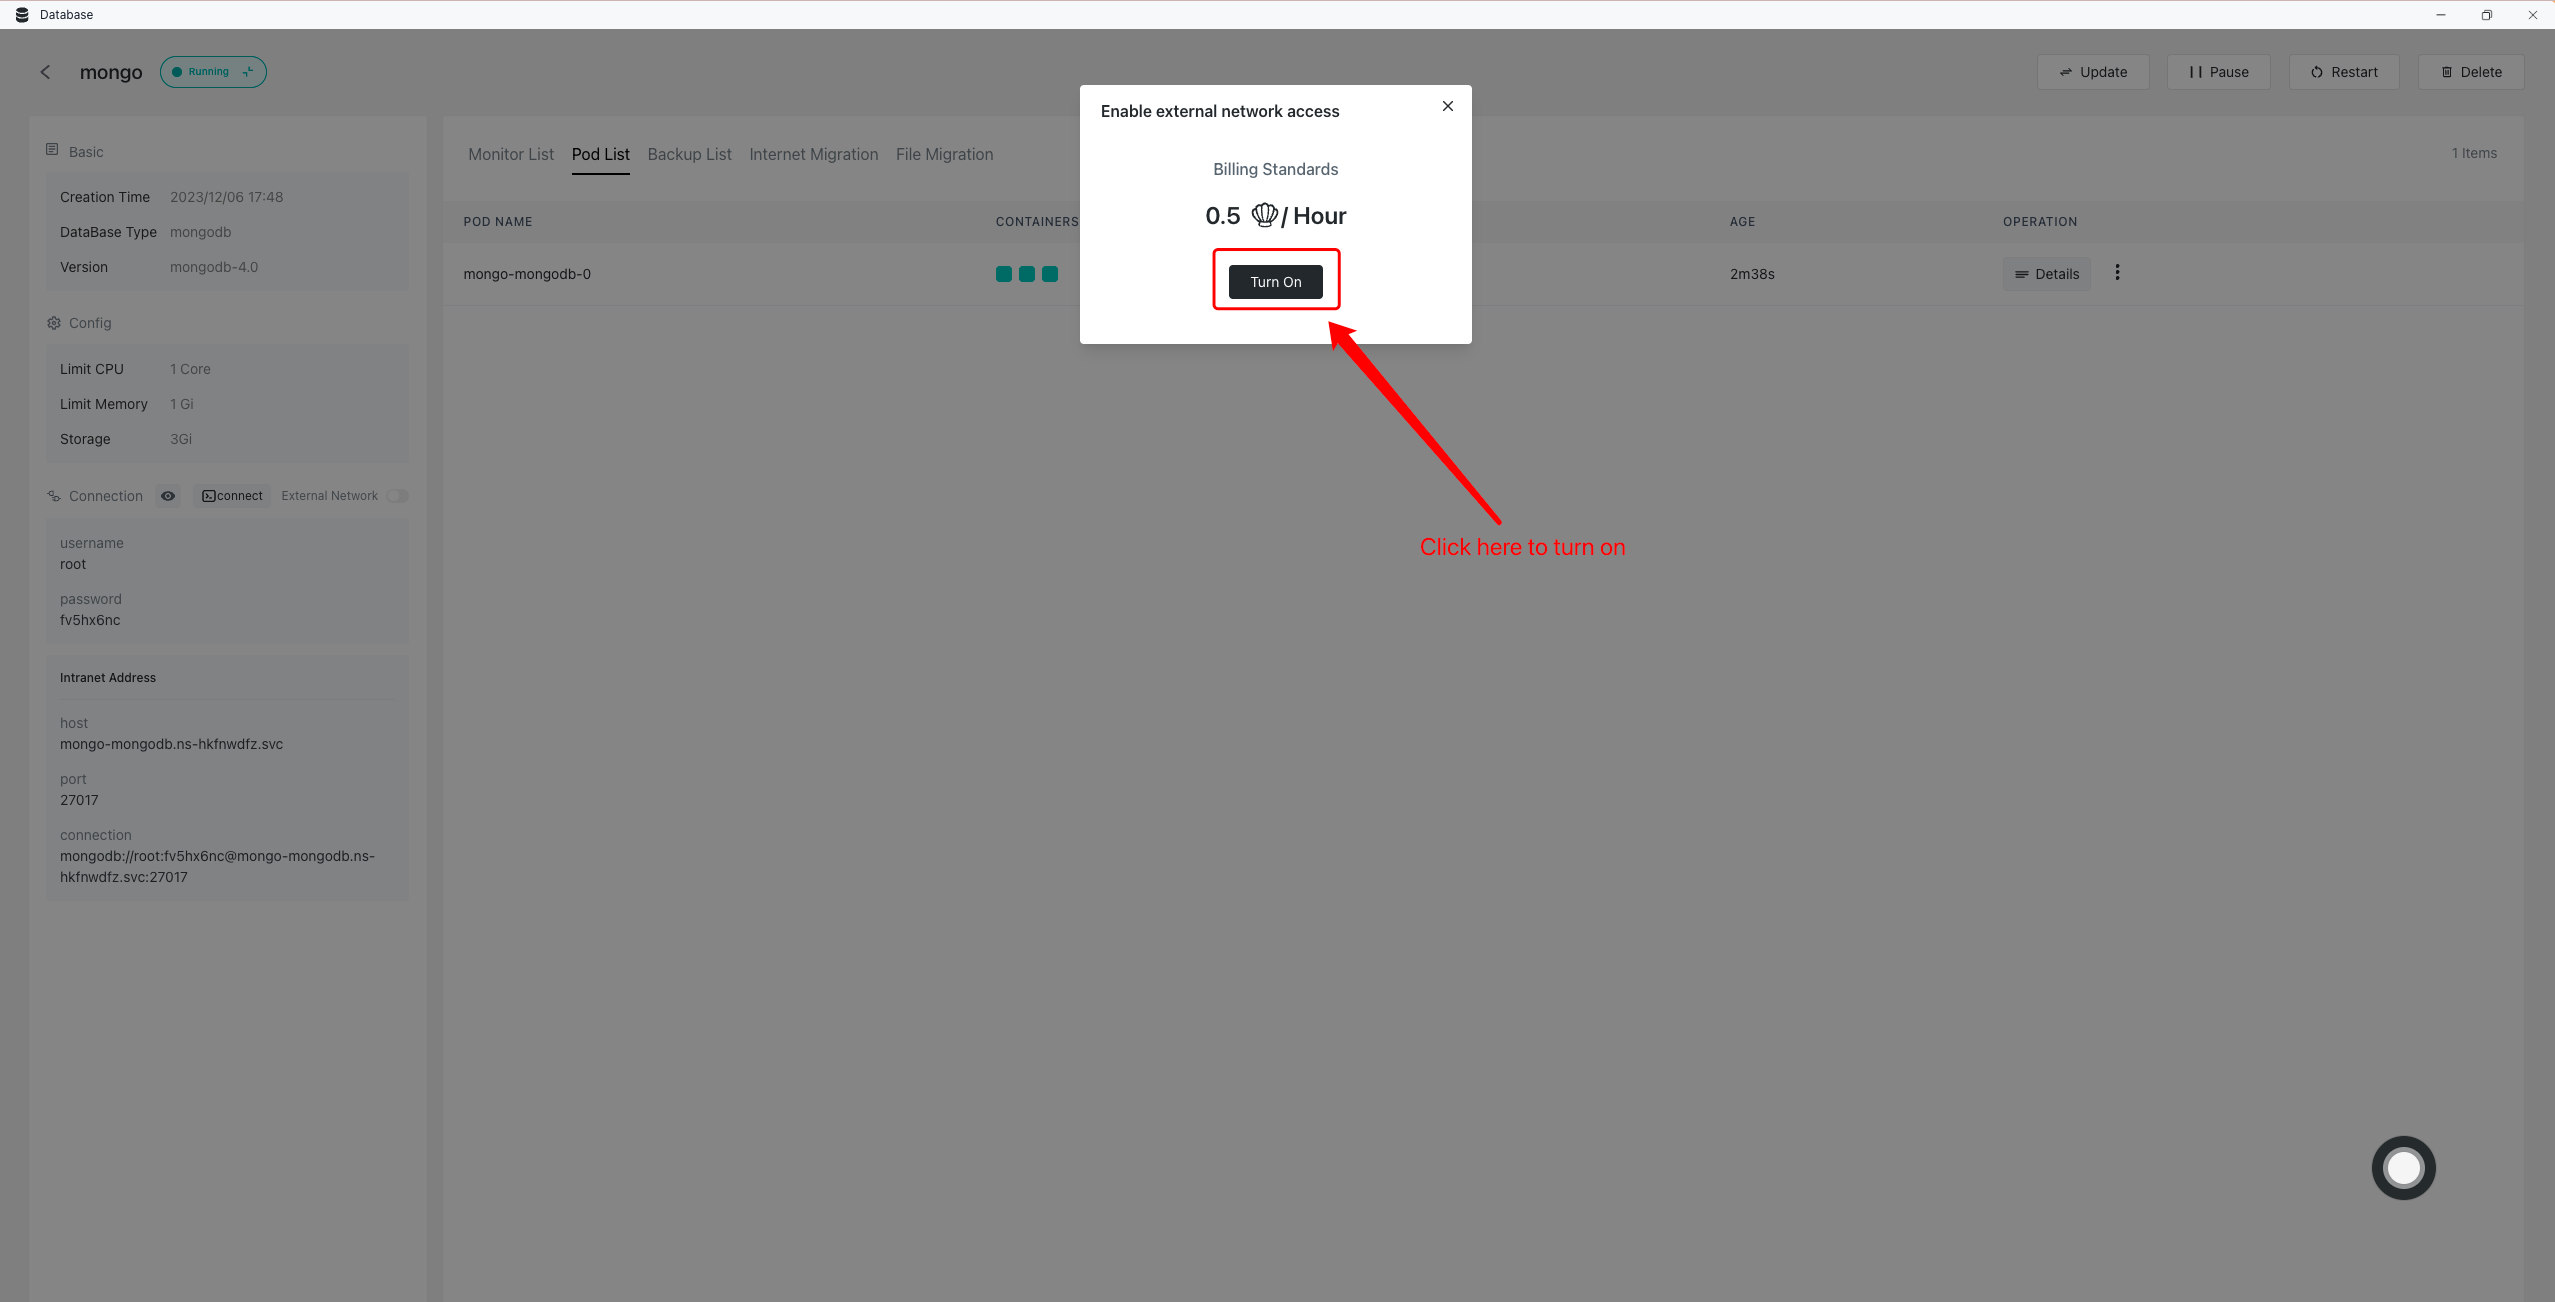 Database
mongo
Running
Update
Pause
Restart
Delete
Basic
Creation Time 2023/12/06 17:48
DataBase Type mongodb
Version mongodb-4.0
Config
Limit CPU 1 Core
Limit Memory 1 Gi
Storage 3Gi
Connection connect External Network
username
root
password
fv5hx6nc
Intranet Address
host
mongo-mongodb.ns-hkfnwdfz.svc
port
27017
connection
mongodb://root:fv5hx6nc@mongo-mongodb.ns-
hkfnwdfz.svc:27017
Monitor List Pod List Backup List Internet Migration File Migration
1 Items
POD NAME CONTAINERS AGE OPERATION
mongo-mongodb-0 2m38s Details
Enable external network access
Billing Standards
0.5 / Hour
Turn On
Click here to turn on